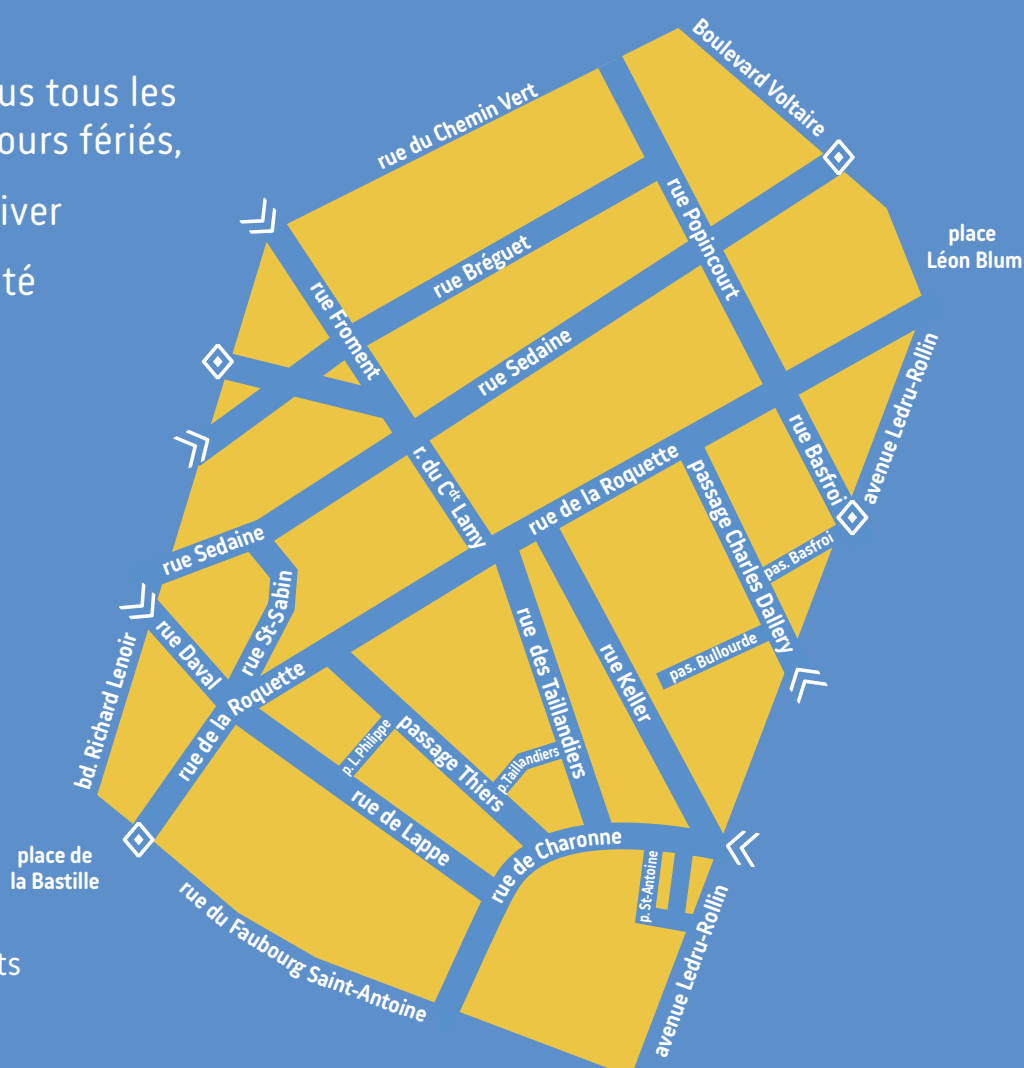 us tous les
ours fériés,
iver
té
Boulevard Voltaire
rue du Chemin Vert
rue Popincourt
place
Léon Blum
rue Bréguet
rue Froment
rue Sedaine
avenue Ledru-Rollin
rue Basfroi
r. du Cdt Lamy
rue de la Roquette
passage Charles Dallery
pas. Basfroi
rue Sedaine
rue St-Sabin
rue Daval
bd. Richard Lenoir
rue de la Roquette
rue des Taillandiers
rue Keller
pas. Bullourde
p. L. Philippe
passage Thiers
p. Taillandiers
rue de Lappe
rue de Charonne
place de
la Bastille
p. St-Antoine
rue du Faubourg Saint-Antoine
avenue Ledru-Rollin
ts